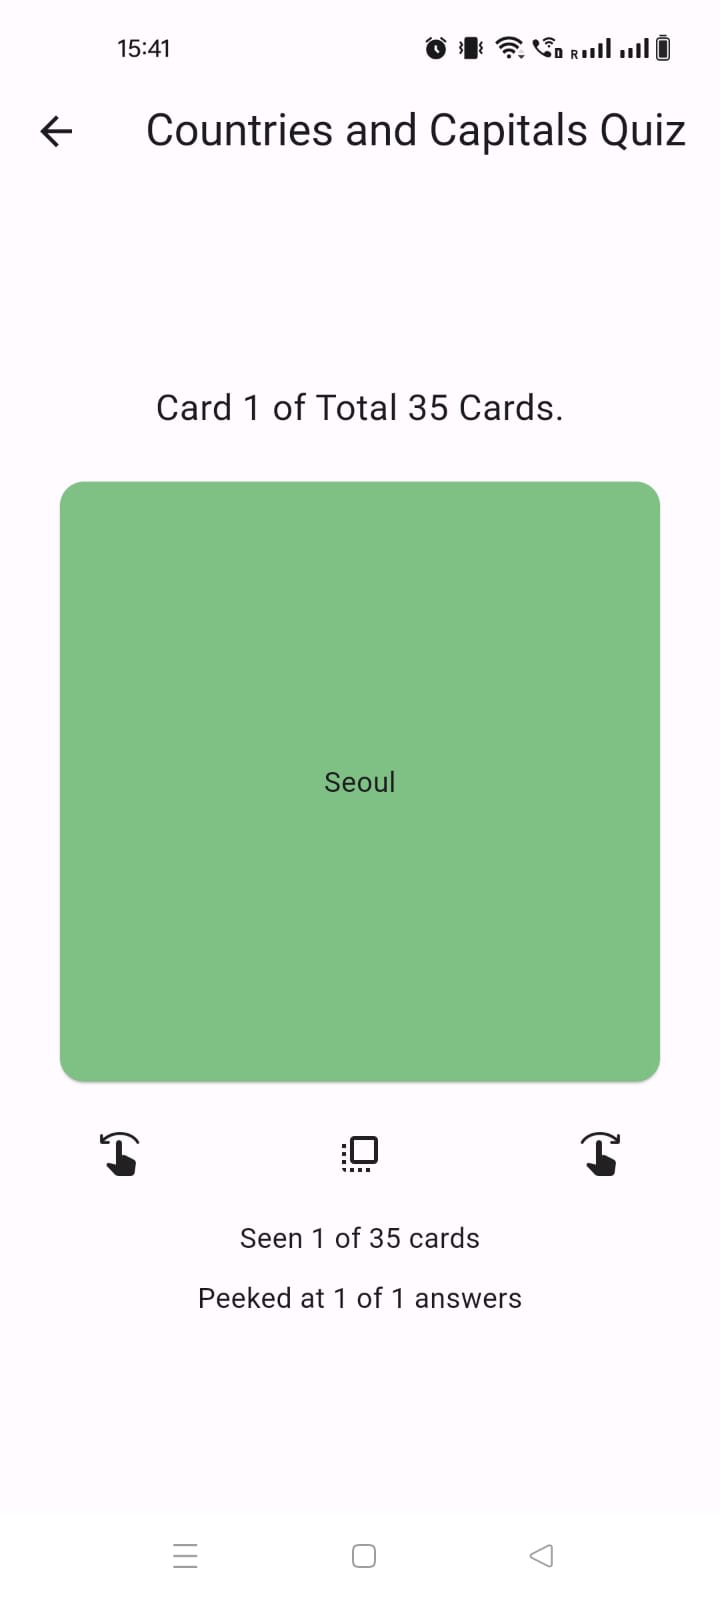 15:41
R
Countries and Capitals Quiz
Card 1 of Total 35 Cards.
Seoul
Seen 1 of 35 cards
Peeked at 1 of 1 answers